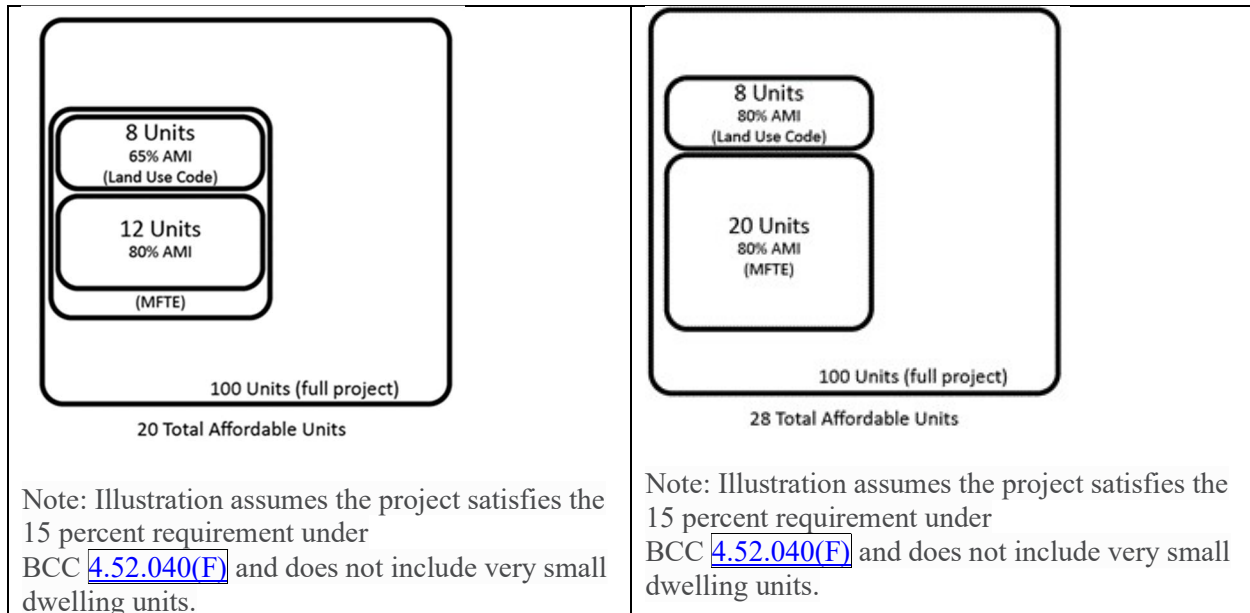 8 Units
65% AMI
(Land Use Code)
12 Units
80% AMI
(MFTE)
100 Units (full project)
20 Total Affordable Units
Note: Illustration assumes the project satisfies the
15 percent requirement under
BCC 4.52.040(F) and does not include very small
dwelling units.
8 Units
80% AMI
(Land Use Code)
20 Units
80% AMI
(MFTE)
100 Units (full project)
28 Total Affordable Units
Note: Illustration assumes the project satisfies the
15 percent requirement under
BCC 4.52.040(F) and does not include very small
dwelling units.